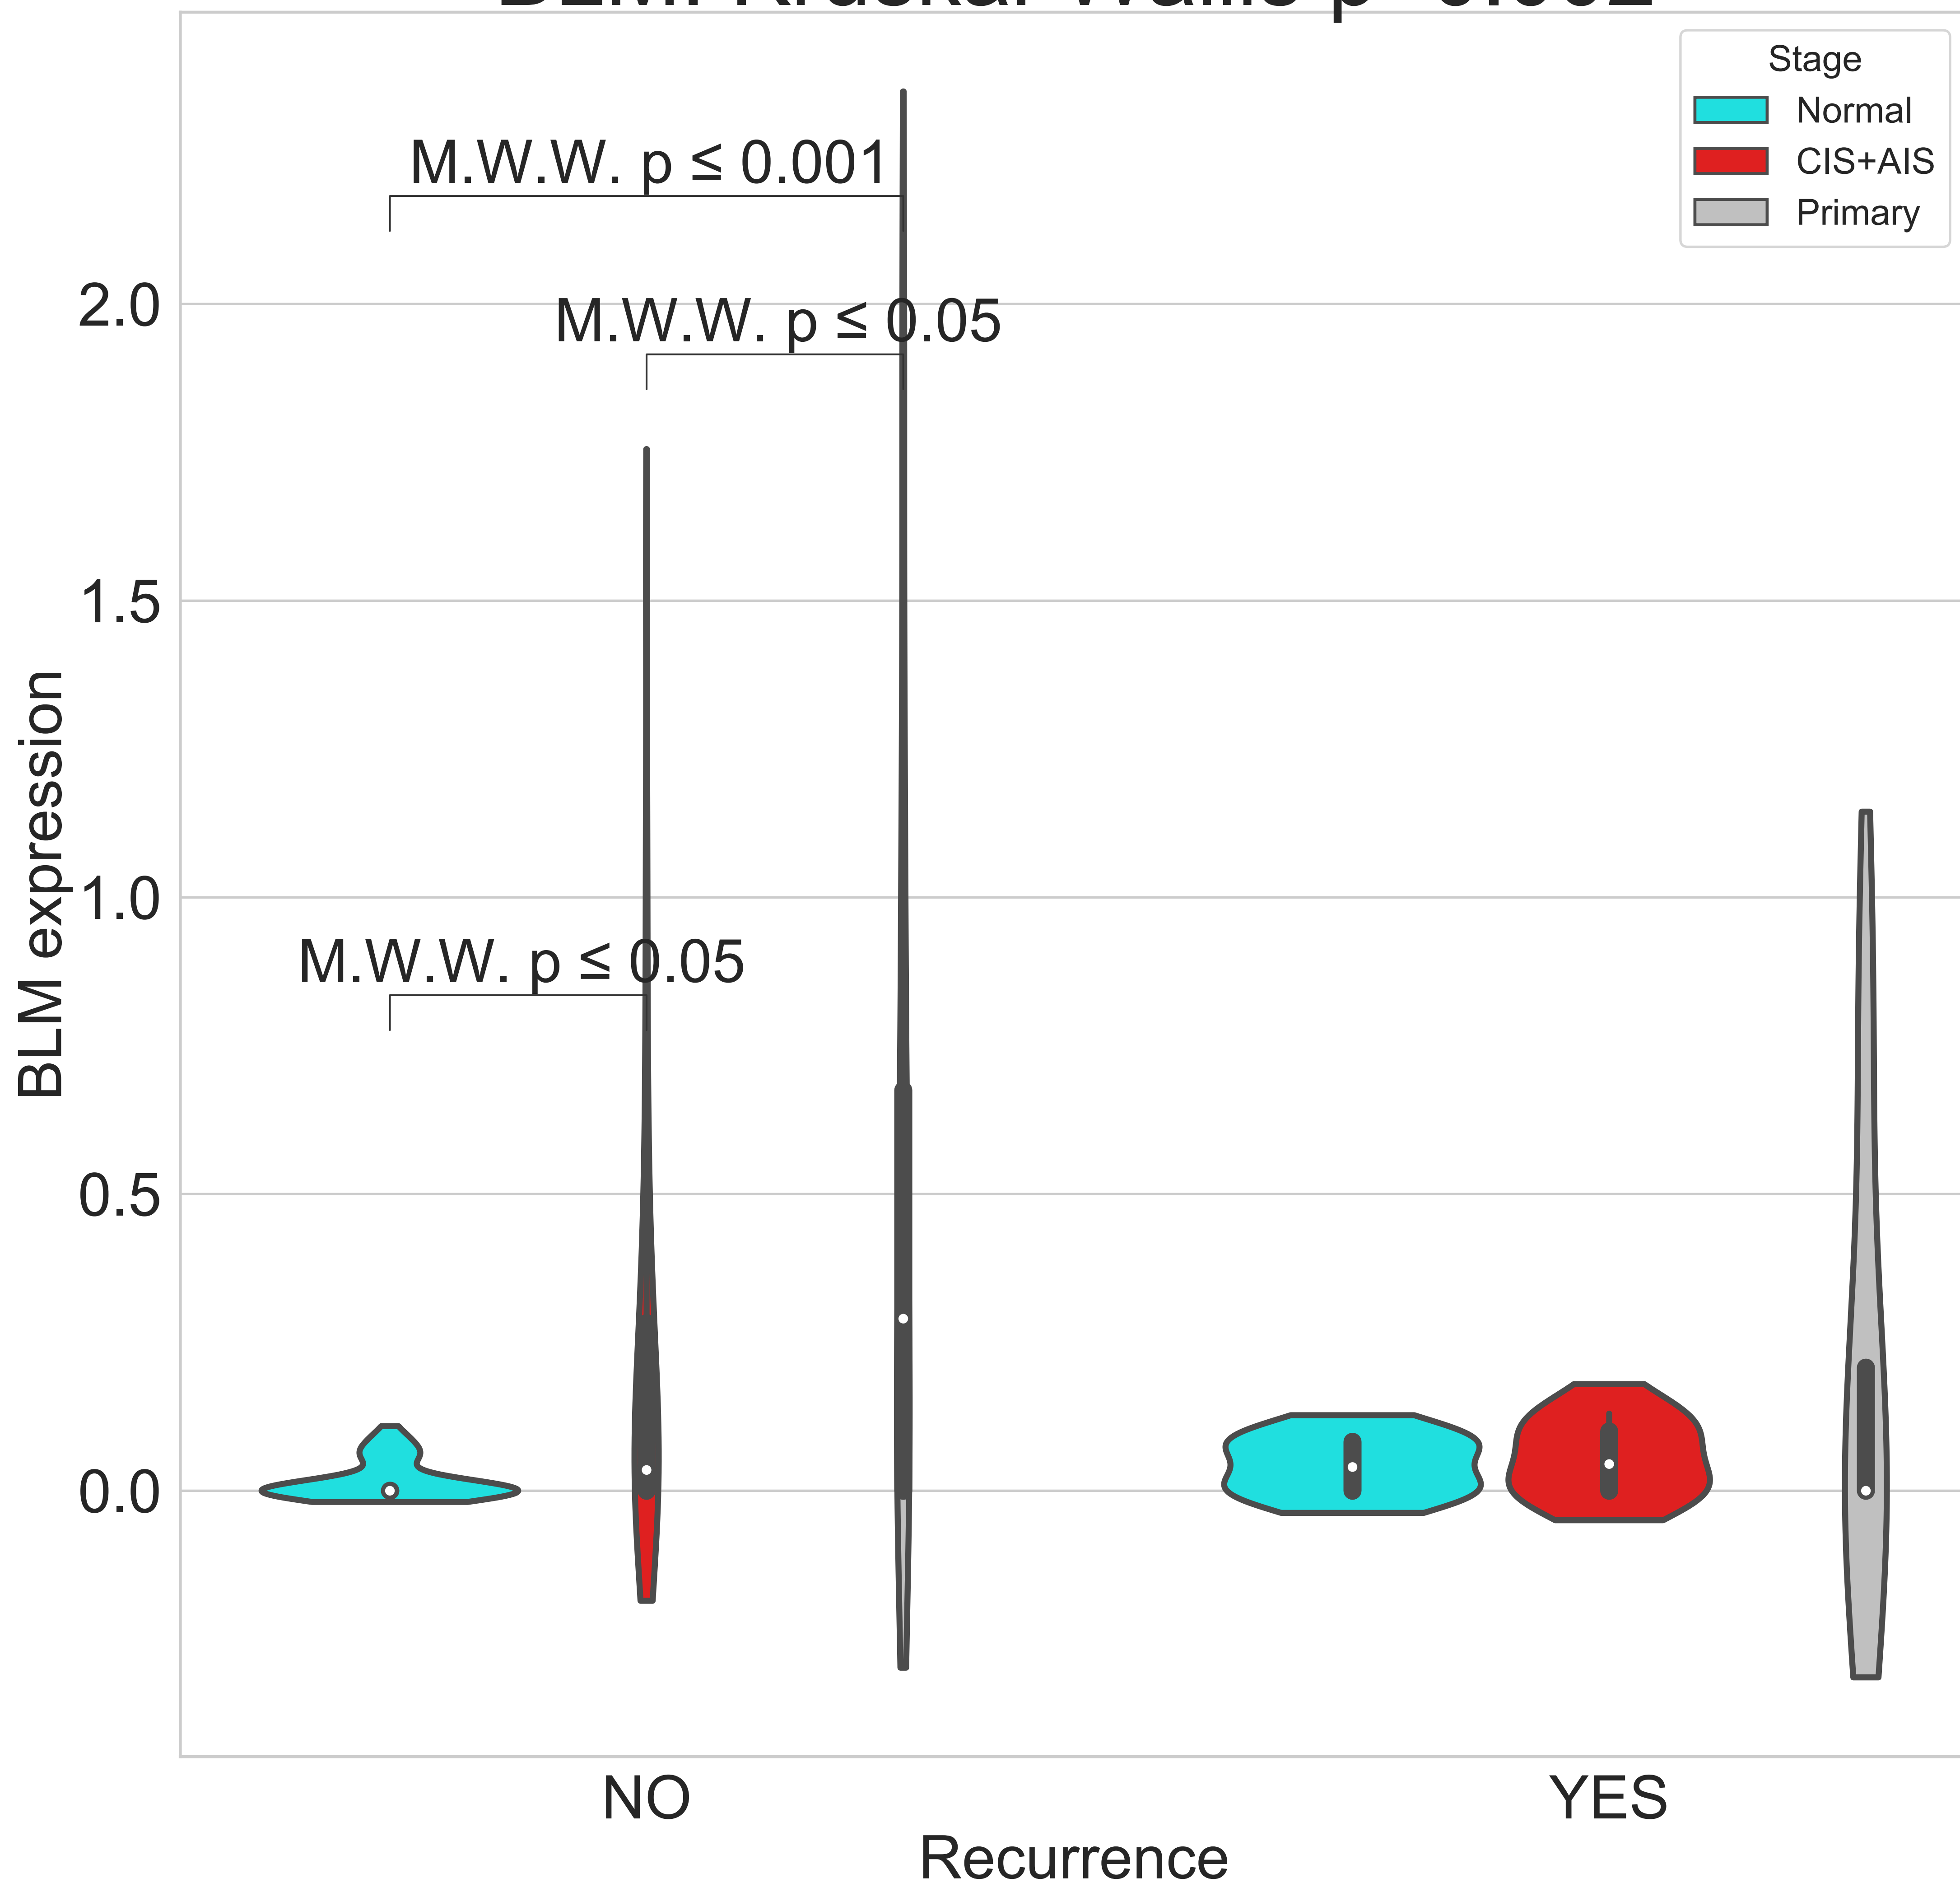 Stage
Normal
CIS+AIS
Primary
M.W.W. p ≤ 0.001
M.W.W. p ≤ 0.05
M.W.W. p ≤ 0.05
2.0
1.5
1.0
0.5
0.0
BLM expression
NO
YES
Recurrence